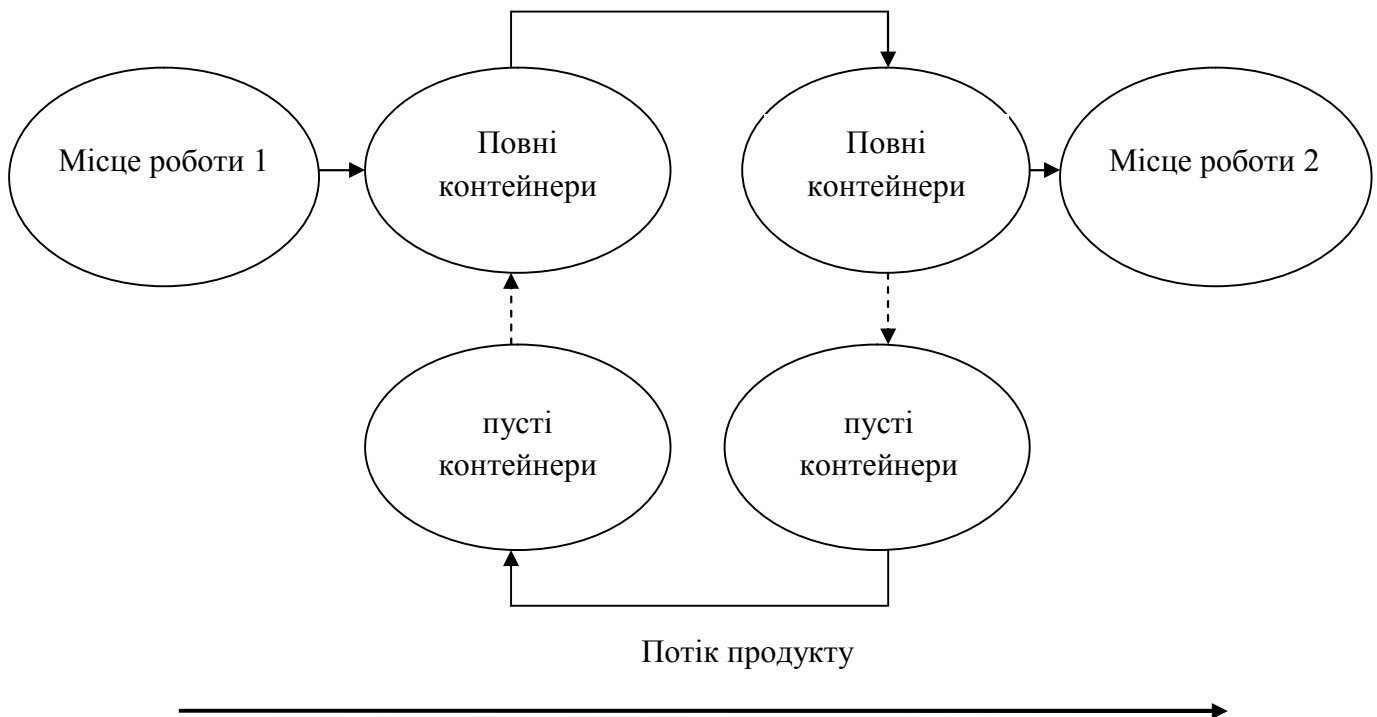 Місце роботи 1
Повні
контейнери
Повні
контейнери
Місце роботи 2
пусті
контейнери
пусті
контейнери
Потік продукту